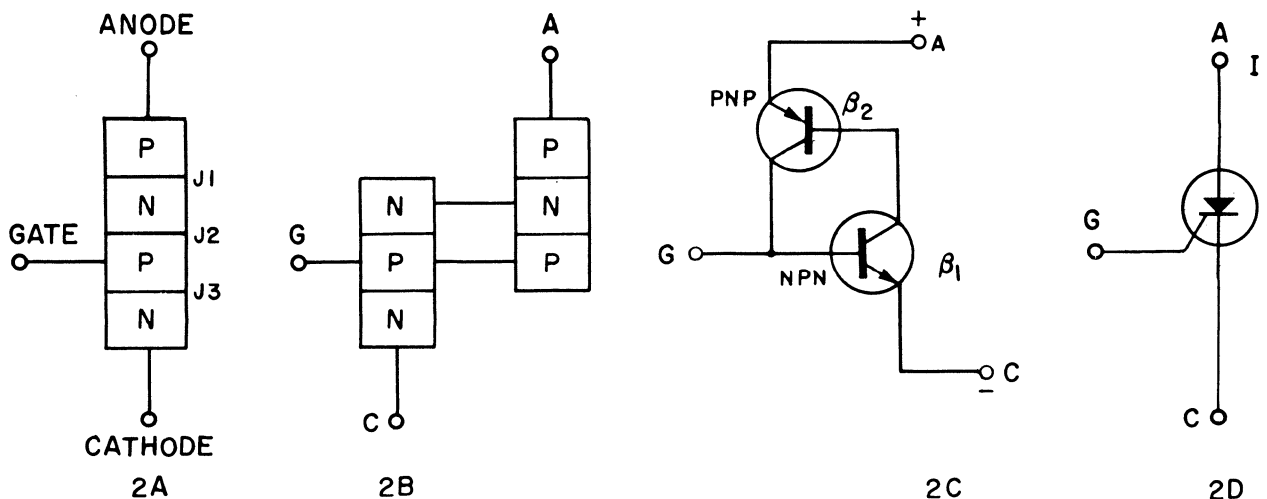 ANODE
P
J1
N
J2
GATE
P
J3
N
CATHODE
2A
A
P
N
N
G
P
P
N
C
2B
+
A
PNP
β2
G
NPN
β1
C
−
2C
A
I
G
C
2D